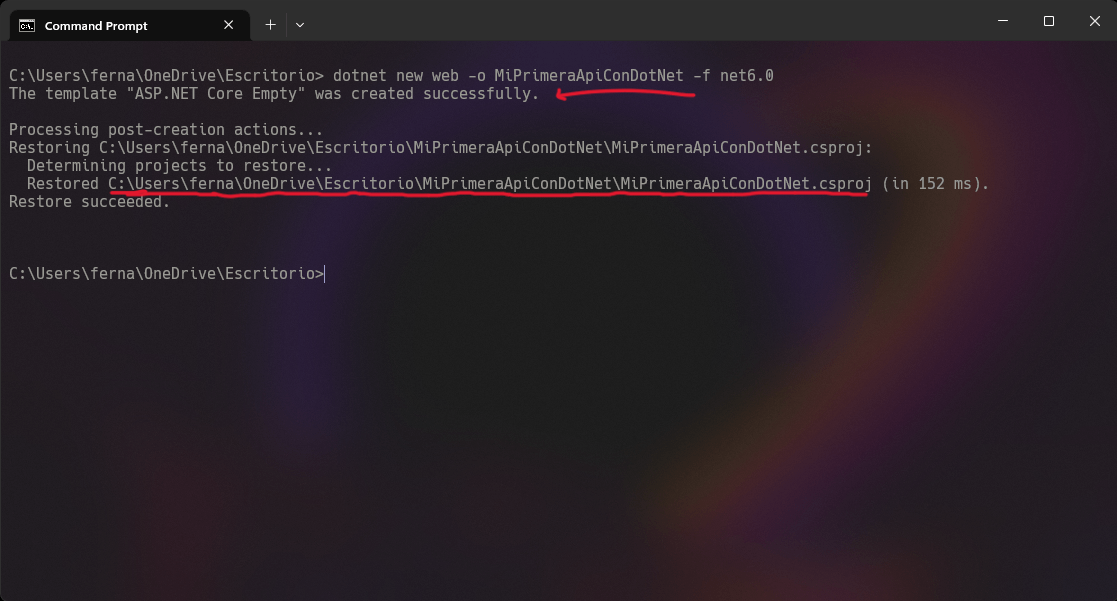 Command Prompt
C:\Users\ferna\OneDrive\Escritorio> dotnet new web -o MiPrimeraApiConDotNet -f net6.0
The template "ASP.NET Core Empty" was created successfully.
Processing post-creation actions...
Restoring C:\Users\ferna\OneDrive\Escritorio\MiPrimeraApiConDotNet\MiPrimeraApiConDotNet.csproj:
  Determining projects to restore...
  Restored C:\Users\ferna\OneDrive\Escritorio\MiPrimeraApiConDotNet\MiPrimeraApiConDotNet.csproj (in 152 ms).
Restore succeeded.
C:\Users\ferna\OneDrive\Escritorio>